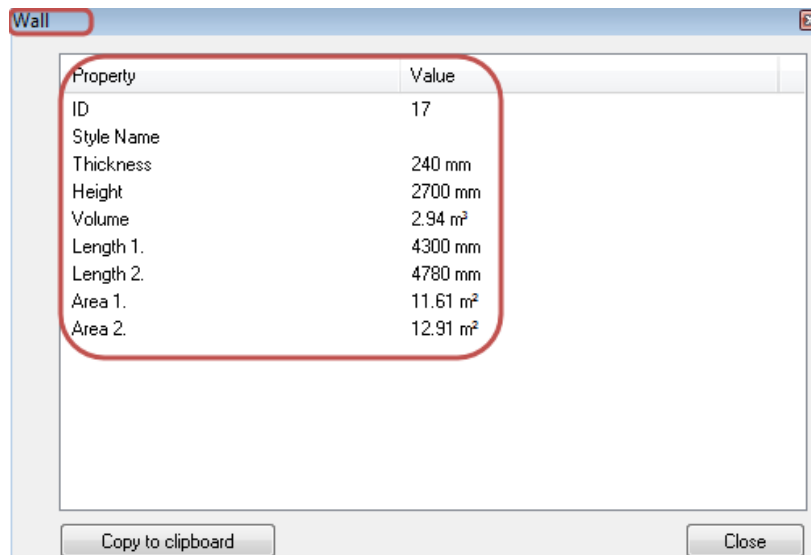 Wall
Property Value
ID 17
Style Name
Thickness 240 mm
Height 2700 mm
Volume 2.94 m³
Length 1. 4300 mm
Length 2. 4780 mm
Area 1. 11.61 m²
Area 2. 12.91 m²
Copy to clipboard Close